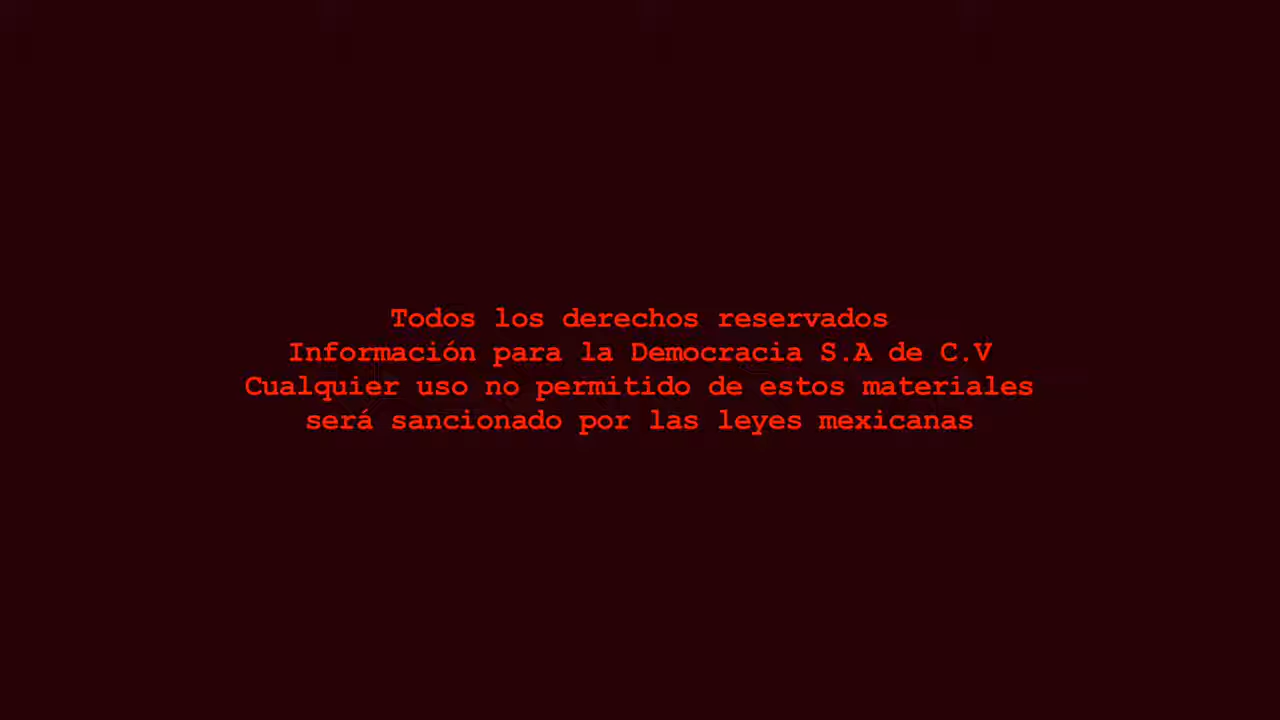 Todos los derechos reservados
Información para la Democracia S.A de C.V
Cualquier uso no permitido de estos materiales
será sancionado por las leyes mexicanas